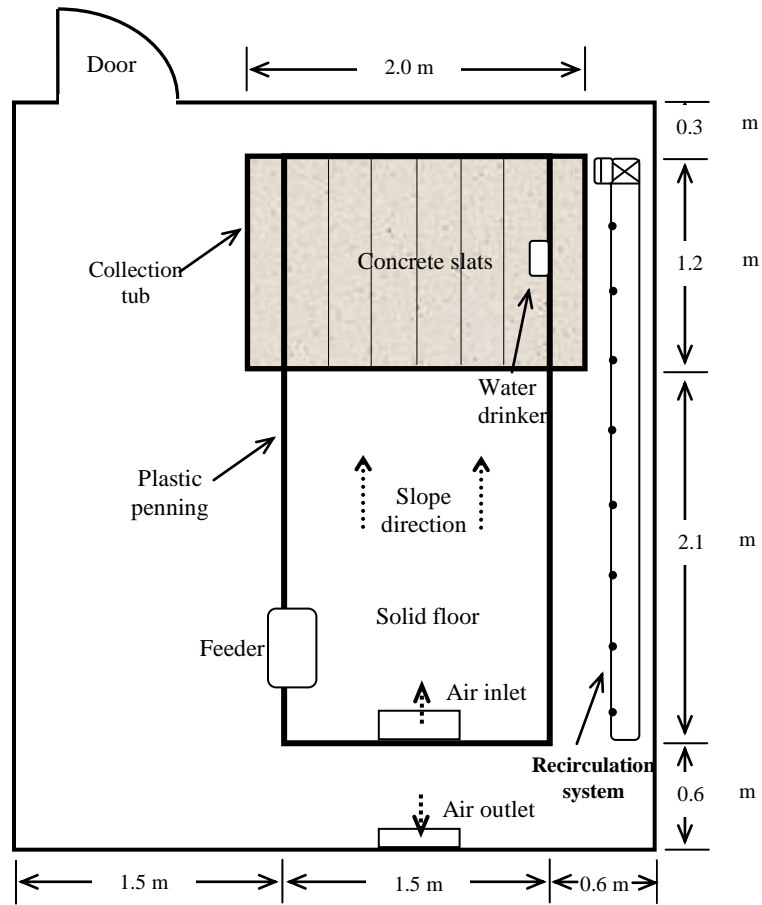 Door
2.0 m
0.3 m
Collection
tub
Concrete slats
1.2 m
Water
drinker
Plastic
penning
Slope
direction
2.1 m
Solid floor
Feeder
Air inlet
Recirculation
system
Air outlet
0.6 m
1.5 m
1.5 m
0.6 m